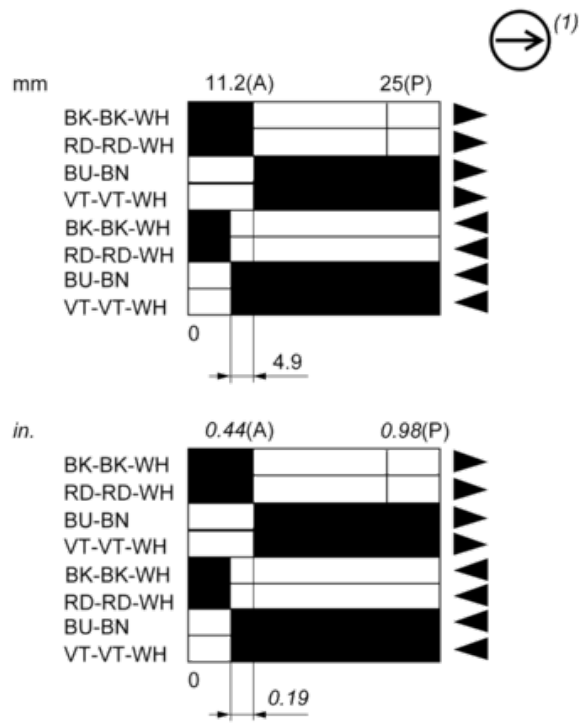 (1)
mm
11.2(A) 25(P)
BK-BK-WH
RD-RD-WH
BU-BN
VT-VT-WH
BK-BK-WH
RD-RD-WH
BU-BN
VT-VT-WH
0
4.9
in.
0.44(A) 0.98(P)
BK-BK-WH
RD-RD-WH
BU-BN
VT-VT-WH
BK-BK-WH
RD-RD-WH
BU-BN
VT-VT-WH
0
0.19